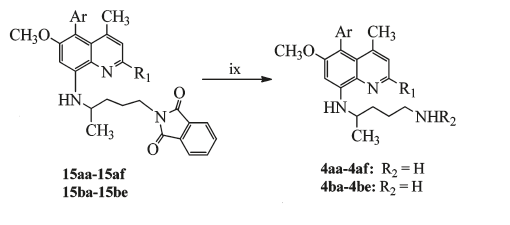 Ar CH₃
CH₃O
N R₁
HN
CH₃
N
O
O
15aa-15af
15ba-15be
ix
Ar CH₃
CH₃O
N R₁
HN
NHR₂
CH₃
4aa-4af: R₂ = H
4ba-4be: R₂ = H